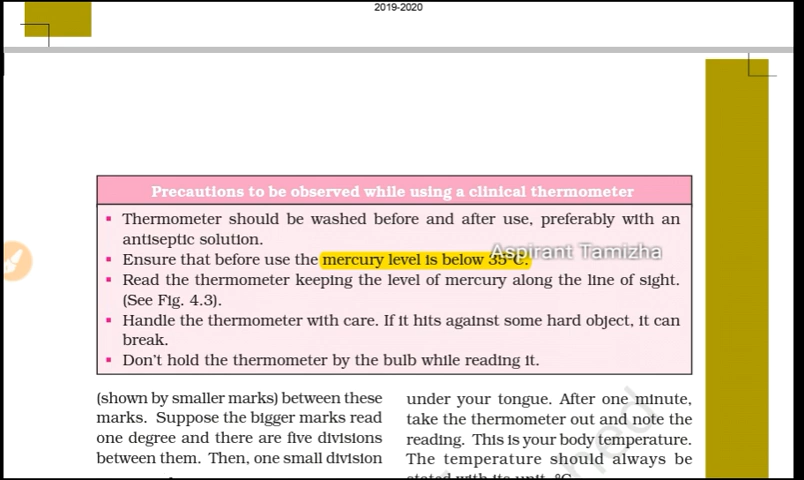 2019-2020
Precautions to be observed while using a clinical thermometer
▪ Thermometer should be washed before and after use, preferably with an
antiseptic solution.
▪ Ensure that before use the mercury level is below 35°C.
Aspirant Tamizha
▪ Read the thermometer keeping the level of mercury along the line of sight.
(See Fig. 4.3).
▪ Handle the thermometer with care. If it hits against some hard object, it can
break.
▪ Don't hold the thermometer by the bulb while reading it.
(shown by smaller marks) between these
marks. Suppose the bigger marks read
one degree and there are five divisions
between them. Then, one small division
under your tongue. After one minute,
take the thermometer out and note the
reading. This is your body temperature.
The temperature should always be
stated with its unit, °C.